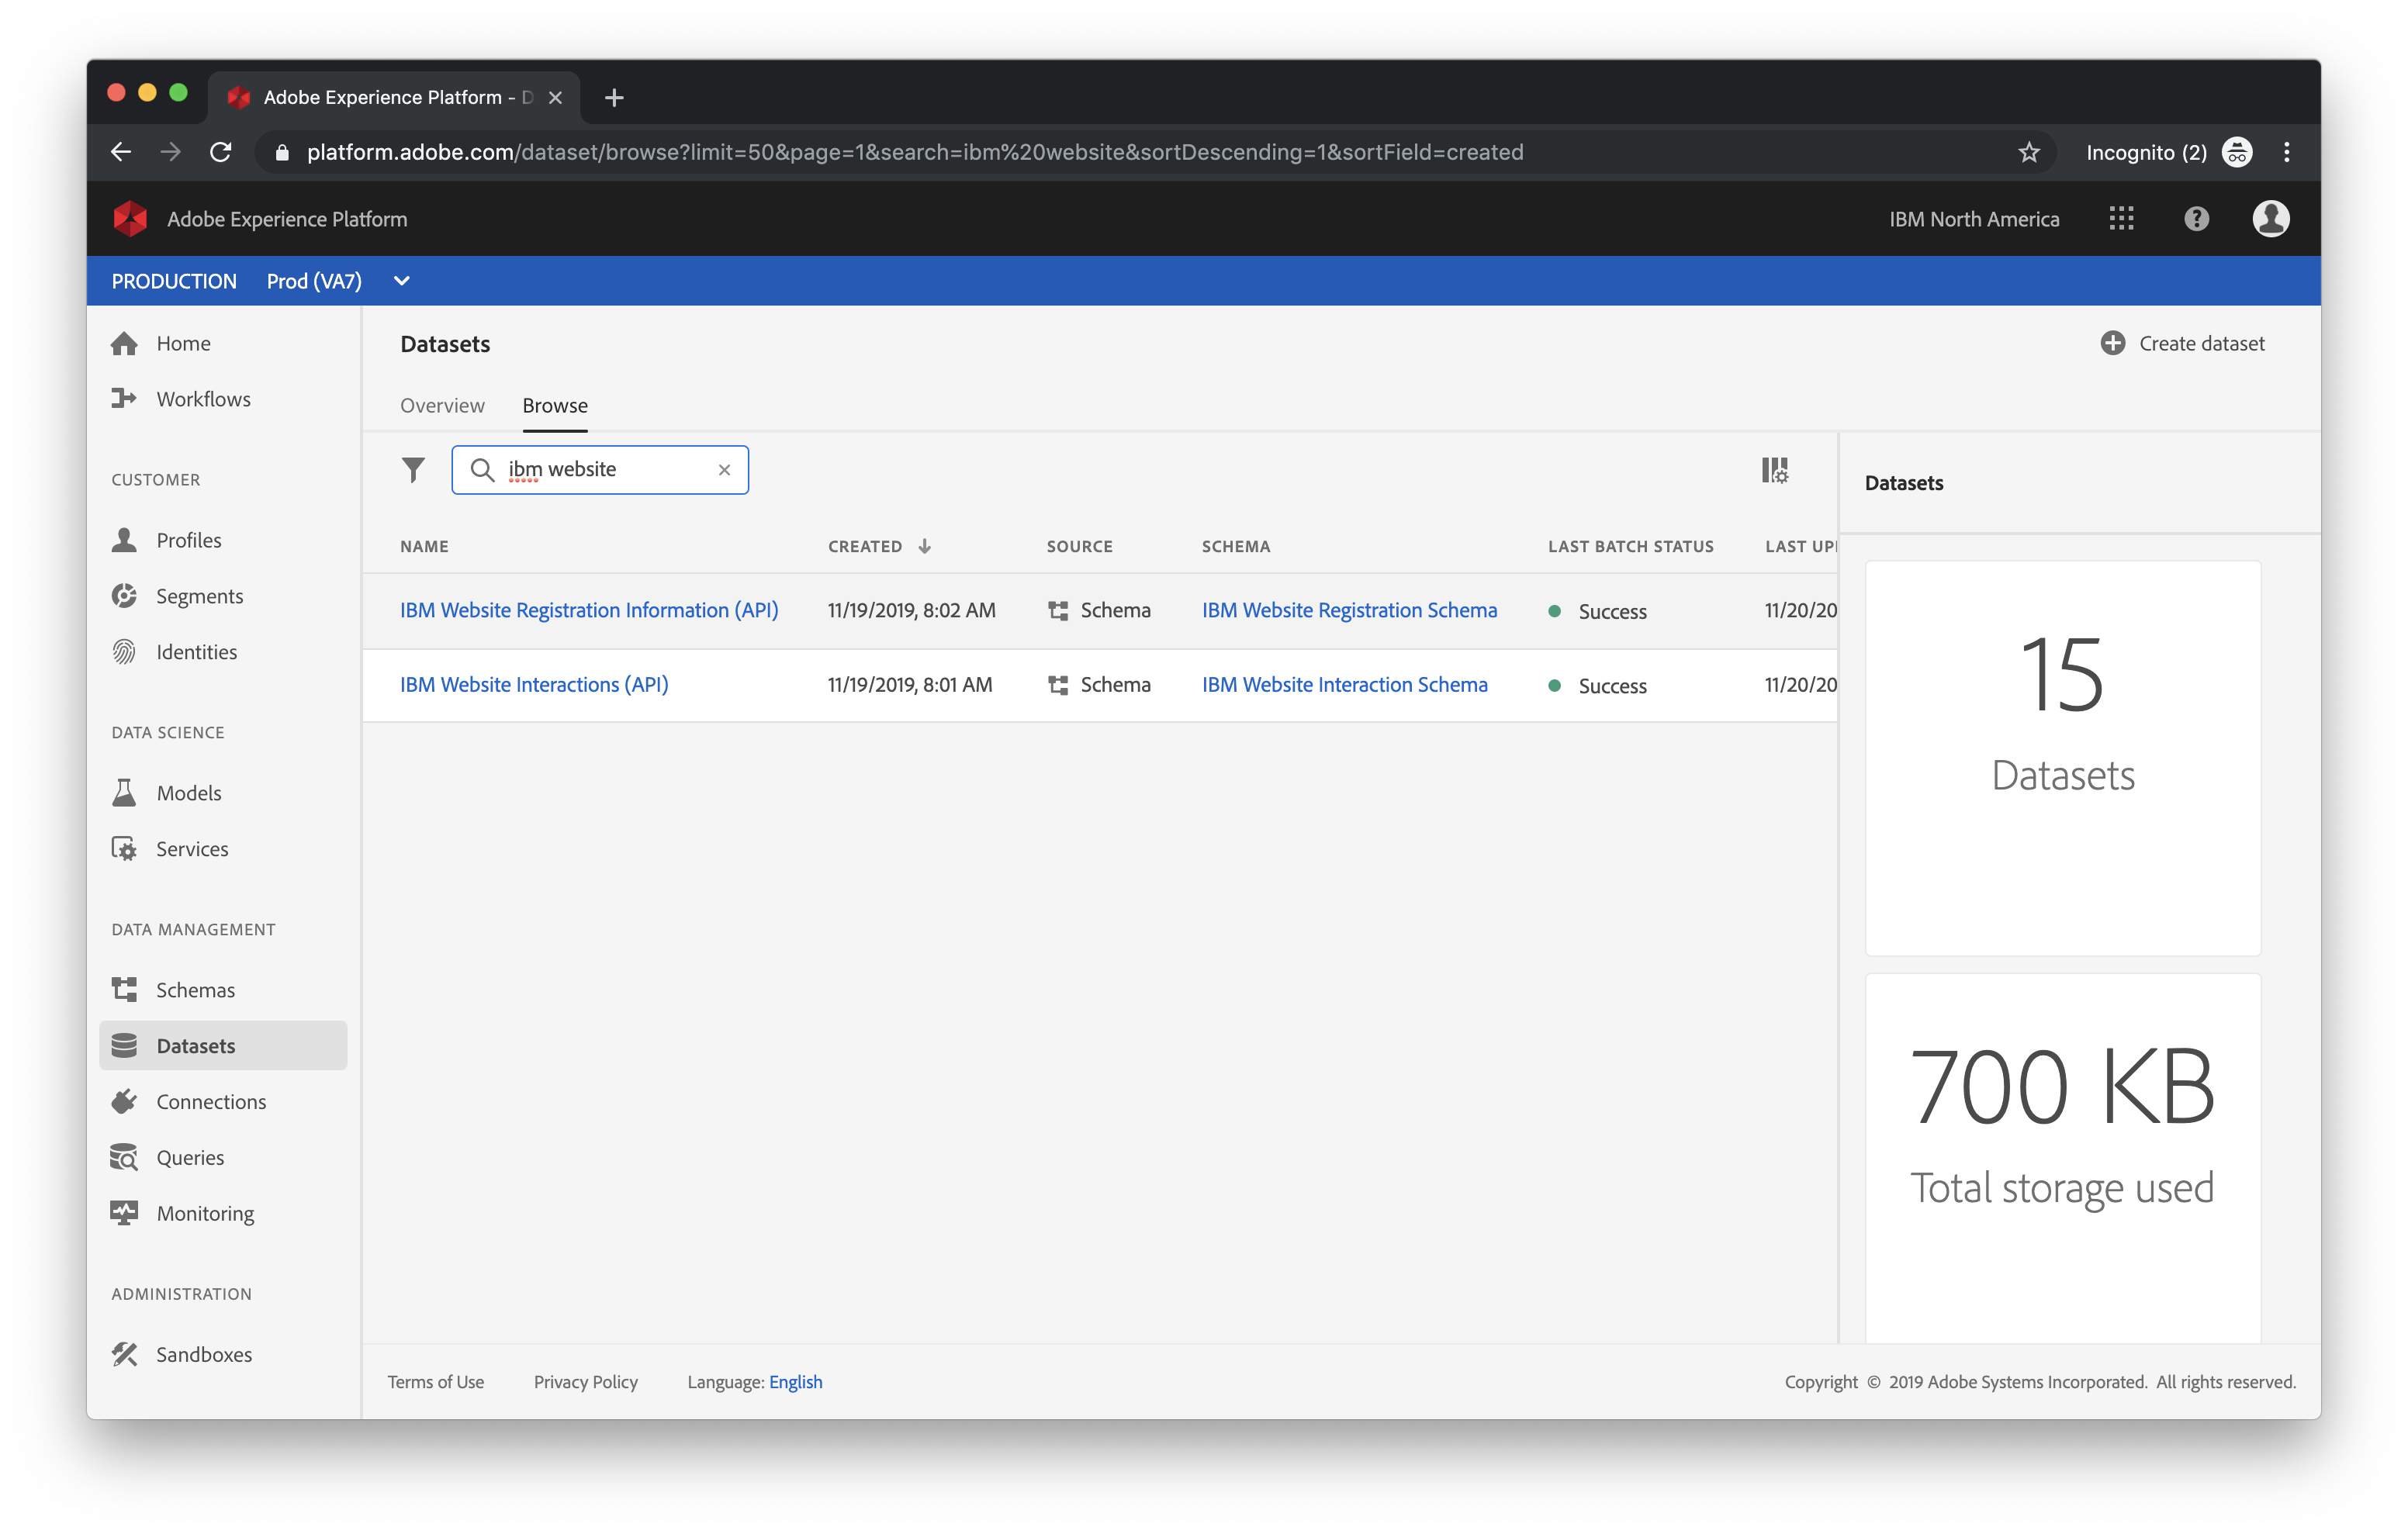 Adobe Experience Platform - D
platform.adobe.com/dataset/browse?limit=50&page=1&search=ibm%20website&sortDescending=1&sortField=created
Incognito (2)
Adobe Experience Platform
IBM North America
PRODUCTION Prod (VA7)
Home
Workflows
CUSTOMER
Profiles
Segments
Identities
DATA SCIENCE
Models
Services
DATA MANAGEMENT
Schemas
Datasets
Connections
Queries
Monitoring
ADMINISTRATION
Sandboxes
Datasets
Create dataset
Overview Browse
ibm website
NAME CREATED SOURCE SCHEMA LAST BATCH STATUS LAST UP
IBM Website Registration Information (API) 11/19/2019, 8:02 AM Schema IBM Website Registration Schema Success 11/20/20
IBM Website Interactions (API) 11/19/2019, 8:01 AM Schema IBM Website Interaction Schema Success 11/20/20
Datasets
15
Datasets
700 KB
Total storage used
Terms of Use Privacy Policy Language: English
Copyright © 2019 Adobe Systems Incorporated. All rights reserved.